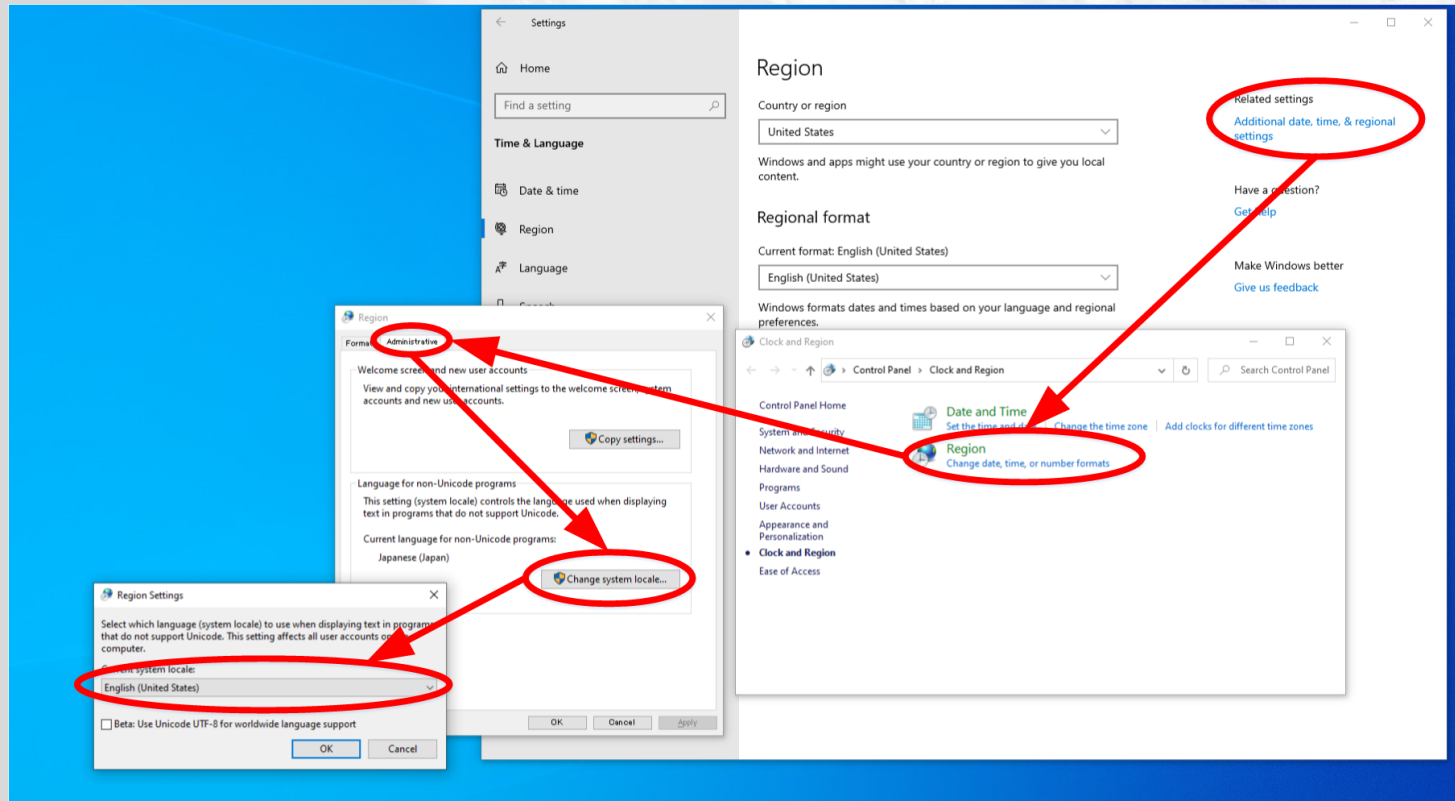 Settings
Home
Find a setting
Time & Language
Date & time
Region
Language
Region
Country or region
United States
Windows and apps might use your country or region to give you local
content.
Regional format
Current format: English (United States)
English (United States)
Windows formats dates and times based on your language and regional
preferences.
Related settings
Additional date, time, & regional
settings
Have a question?
Get help
Make Windows better
Give us feedback
Clock and Region
Control Panel › Clock and Region
Search Control Panel
Control Panel Home
System and Security
Network and Internet
Hardware and Sound
Programs
User Accounts
Appearance and
Personalization
Clock and Region
Ease of Access
Date and Time
Set the time and date Change the time zone Add clocks for different time zones
Region
Change date, time, or number formats
Region
Administrative
Welcome screen and new user accounts
View and copy your international settings to the welcome screen, system
accounts and new user accounts.
Copy settings...
Language for non-Unicode programs
This setting (system locale) controls the language used when displaying
text in programs that do not support Unicode.
Current language for non-Unicode programs:
Japanese (Japan)
Change system locale...
OK Cancel Apply
Region Settings
Select which language (system locale) to use when displaying text in programs
that do not support Unicode. This setting affects all user accounts on
computer.
Current system locale:
English (United States)
Beta: Use Unicode UTF-8 for worldwide language support
OK Cancel